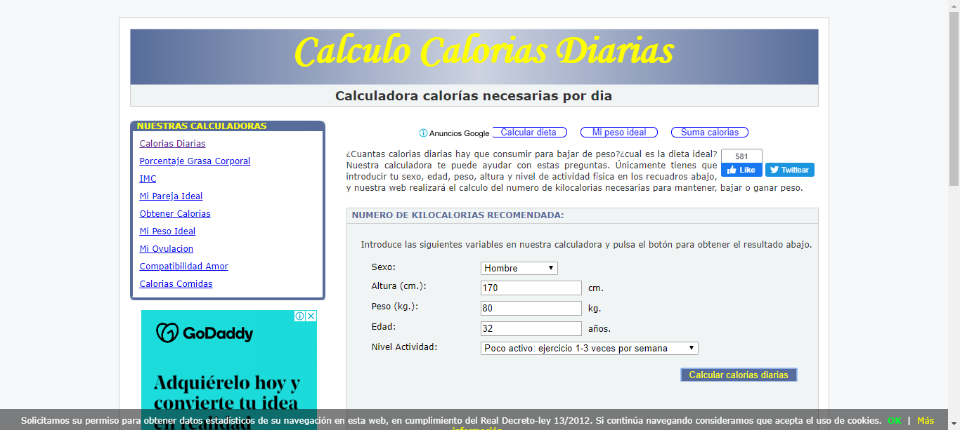 Calculo Calorias Diarias
Calculadora calorías necesarias por dia
NUESTRAS CALCULADORAS
Calorias Diarias
Porcentaje Grasa Corporal
IMC
Mi Pareja Ideal
Obtener Calorias
Mi Peso Ideal
Mi Ovulacion
Compatibilidad Amor
Calorias Comidas
GoDaddy
Adquiérelo hoy y
convierte tu idea
en realidad
Anuncios Google
Calcular dieta
Mi peso ideal
Suma calorias
¿Cuantas calorias diarias hay que consumir para bajar de peso?¿cual es la dieta ideal?
Nuestra calculadora te puede ayudar con estas preguntas. Únicamente tienes que
introducir tu sexo, edad, peso, altura y nivel de actividad física en los recuadros abajo,
y nuestra web realizará el calculo del numero de kilocalorias necesarias para mantener, bajar o ganar peso.
581
Like
Twittear
NUMERO DE KILOCALORIAS RECOMENDADA:
Introduce las siguientes variables en nuestra calculadora y pulsa el botón para obtener el resultado abajo.
Sexo: Hombre
Altura (cm.): 170 cm.
Peso (kg.): 80 kg.
Edad: 32 años.
Nivel Actividad: Poco activo: ejercicio 1-3 veces por semana
Calcular calorias diarias
Solicitamos su permiso para obtener datos estadísticos de su navegación en esta web, en cumplimiento del Real Decreto-ley 13/2012. Si continúa navegando consideramos que acepta el uso de cookies. OK | Más
información